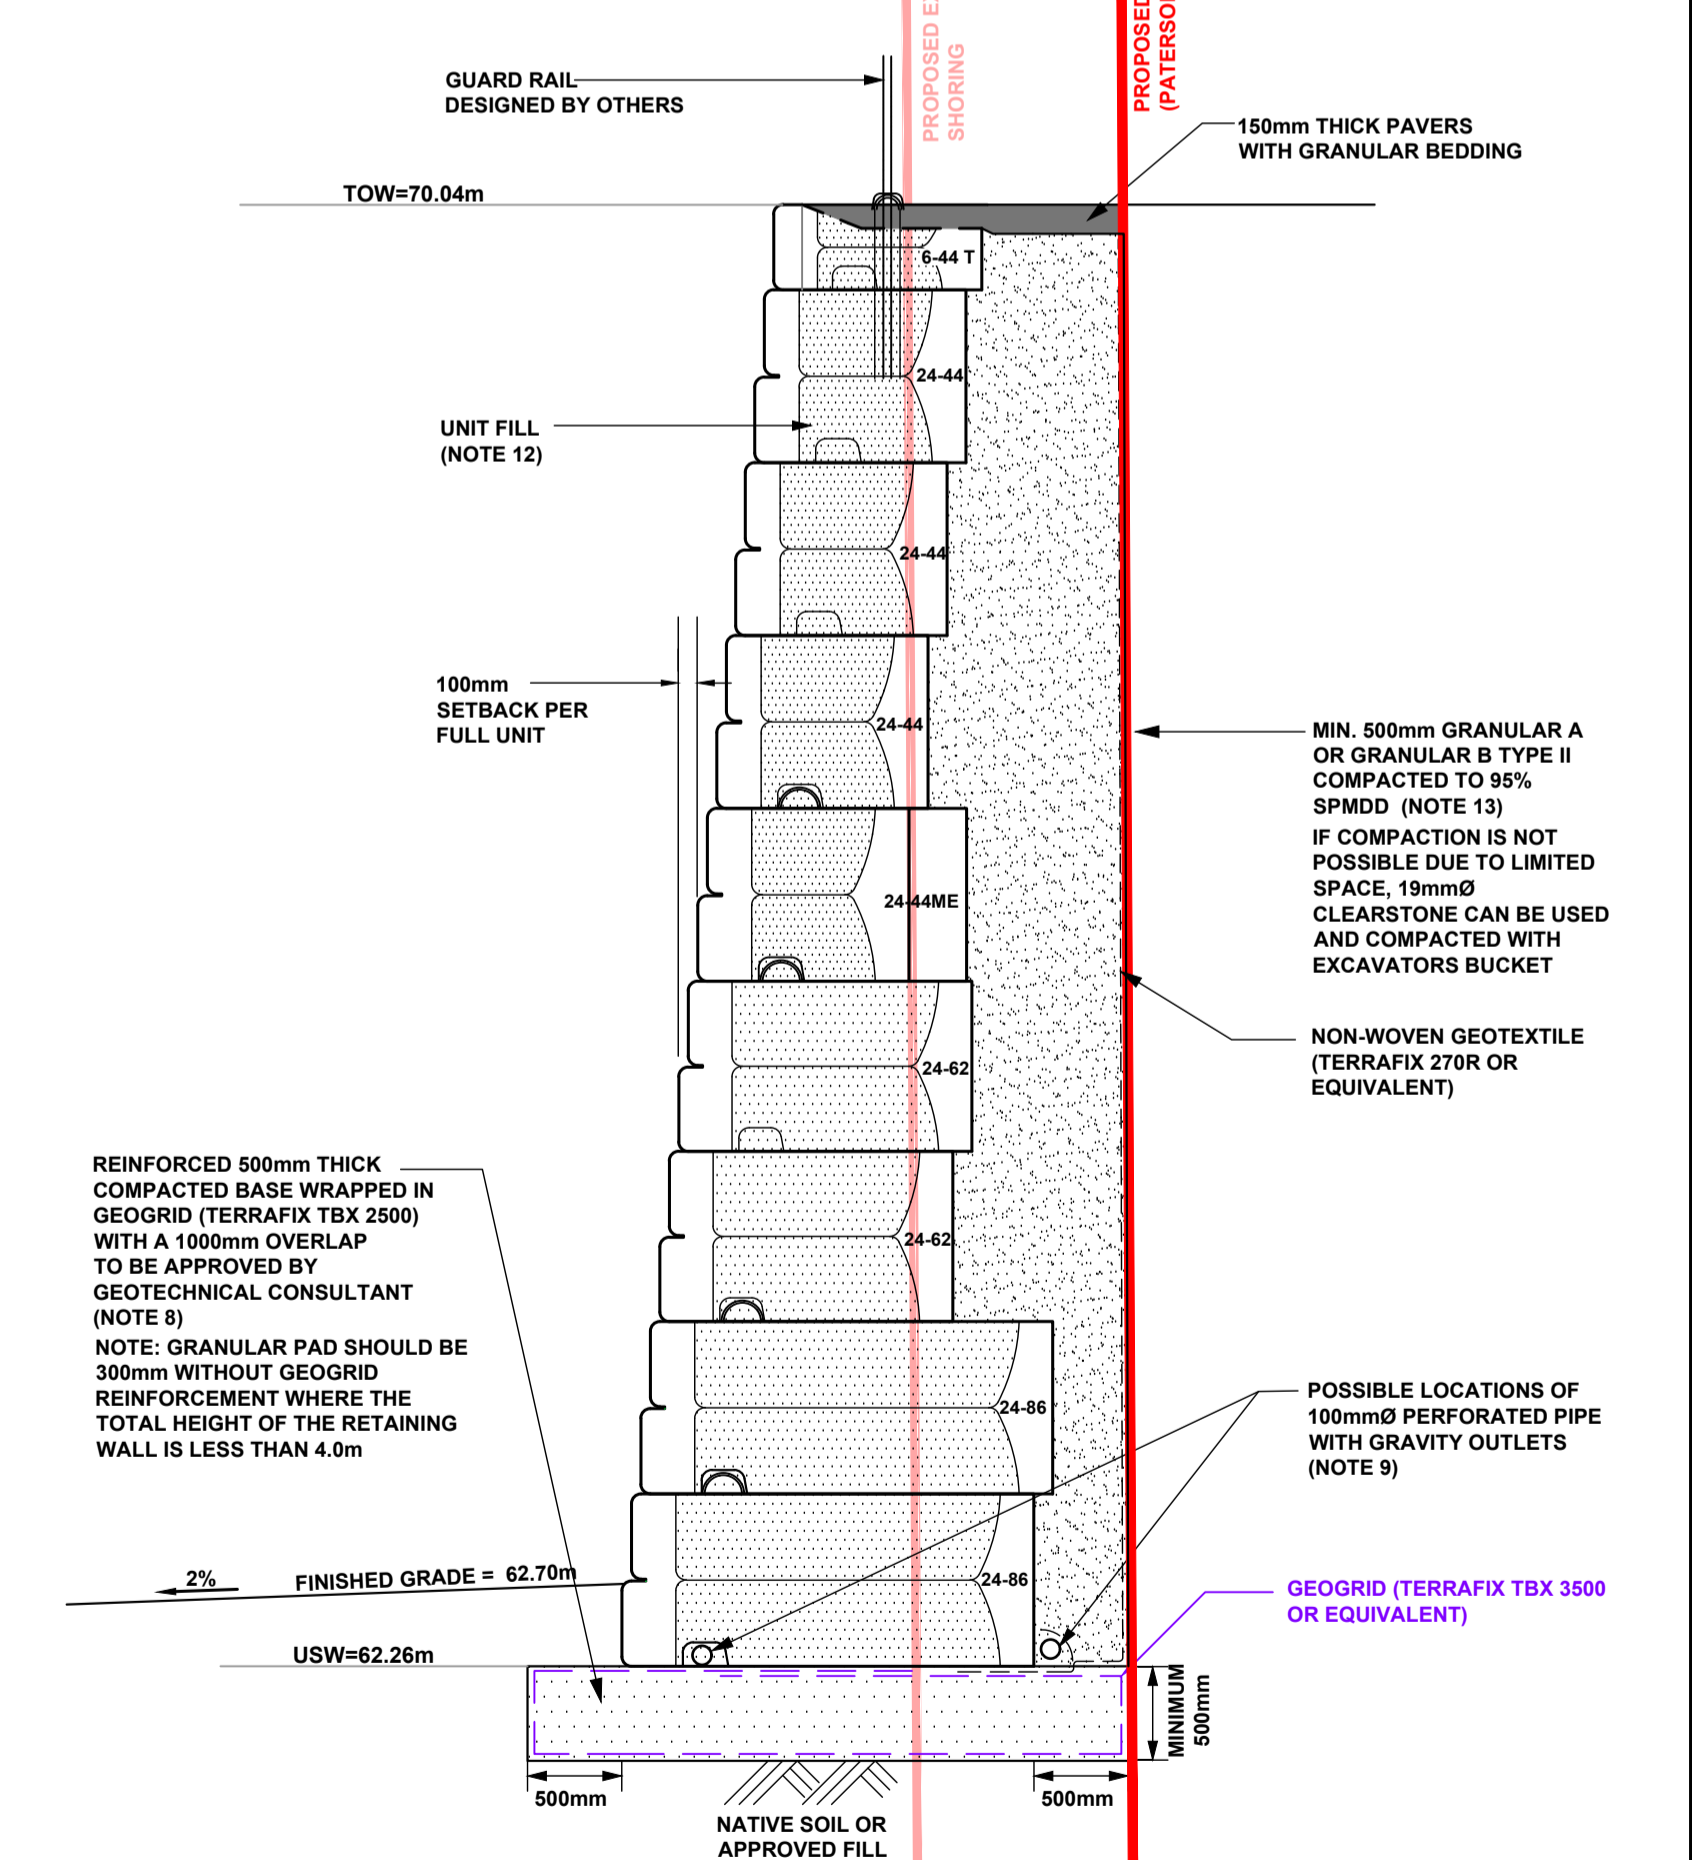 GUARD RAIL
DESIGNED BY OTHERS
SHORING
PROPOSED
150mm THICK PAVERS
WITH GRANULAR BEDDING
TOW=70.04m
6-44 T
24-44
UNIT FILL
(NOTE 12)
24-44
100mm
SETBACK PER
FULL UNIT
24-44
MIN. 500mm GRANULAR A
OR GRANULAR B TYPE II
COMPACTED TO 95%
SPMDD (NOTE 13)
IF COMPACTION IS NOT
POSSIBLE DUE TO LIMITED
SPACE, 19mmØ
CLEARSTONE CAN BE USED
AND COMPACTED WITH
EXCAVATORS BUCKET
24-44ME
NON-WOVEN GEOTEXTILE
(TERRAFIX 270R OR
EQUIVALENT)
24-62
REINFORCED 500mm THICK
COMPACTED BASE WRAPPED IN
GEOGRID (TERRAFIX TBX 2500)
WITH A 1000mm OVERLAP
TO BE APPROVED BY
GEOTECHNICAL CONSULTANT
(NOTE 8)
NOTE: GRANULAR PAD SHOULD BE
300mm WITHOUT GEOGRID
REINFORCEMENT WHERE THE
TOTAL HEIGHT OF THE RETAINING
WALL IS LESS THAN 4.0m
24-62
24-86
POSSIBLE LOCATIONS OF
100mmØ PERFORATED PIPE
WITH GRAVITY OUTLETS
(NOTE 9)
2%
FINISHED GRADE = 62.70m
24-86
GEOGRID (TERRAFIX TBX 3500
OR EQUIVALENT)
USW=62.26m
MINIMUM
500mm
500mm
500mm
NATIVE SOIL OR
APPROVED FILL